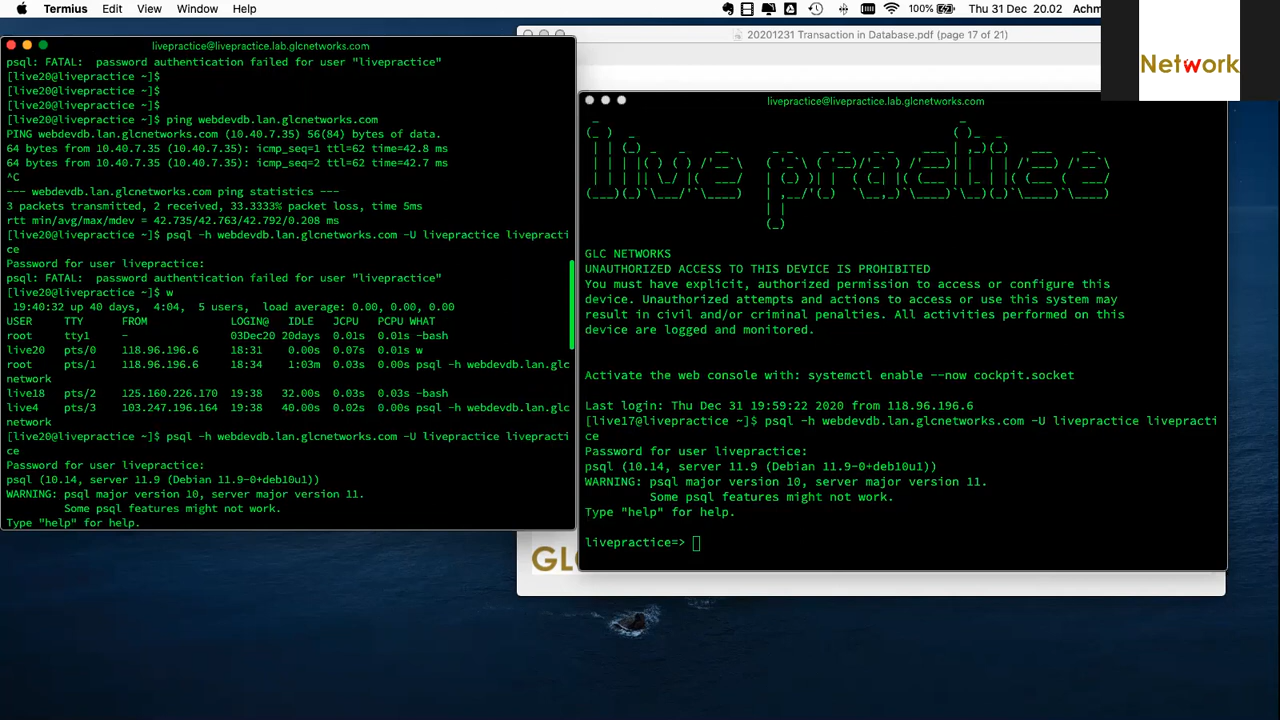 Termius Edit View Window Help
100% Thu 31 Dec 20.02 Achm
20201231 Transaction in Database.pdf (page 17 of 21)
Network
livepractice@livepractice.lab.glcnetworks.com
psql: FATAL:  password authentication failed for user "livepractice"
[live20@livepractice ~]$
[live20@livepractice ~]$
[live20@livepractice ~]$
[live20@livepractice ~]$ ping webdevdb.lan.glcnetworks.com
PING webdevdb.lan.glcnetworks.com (10.40.7.35) 56(84) bytes of data.
64 bytes from 10.40.7.35 (10.40.7.35): icmp_seq=1 ttl=62 time=42.8 ms
64 bytes from 10.40.7.35 (10.40.7.35): icmp_seq=2 ttl=62 time=42.7 ms
^C
--- webdevdb.lan.glcnetworks.com ping statistics ---
3 packets transmitted, 2 received, 33.3333% packet loss, time 5ms
rtt min/avg/max/mdev = 42.735/42.763/42.792/0.208 ms
[live20@livepractice ~]$ psql -h webdevdb.lan.glcnetworks.com -U livepractice livepracti
ce
Password for user livepractice:
psql: FATAL:  password authentication failed for user "livepractice"
[live20@livepractice ~]$ w
 19:40:32 up 40 days,  4:04,  5 users,  load average: 0.00, 0.00, 0.00
USER     TTY      FROM             LOGIN@   IDLE   JCPU   PCPU WHAT
root     tty1     -                03Dec20 20days  0.01s  0.01s -bash
live20   pts/0    118.96.196.6     18:31    0.00s  0.07s  0.01s w
root     pts/1    118.96.196.6     18:34    1:03m  0.03s  0.00s psql -h webdevdb.lan.glc
network
live18   pts/2    125.160.226.170  19:38   32.00s  0.03s  0.03s -bash
live4    pts/3    103.247.196.164  19:38   40.00s  0.02s  0.00s psql -h webdevdb.lan.glc
network
[live20@livepractice ~]$ psql -h webdevdb.lan.glcnetworks.com -U livepractice livepracti
ce
Password for user livepractice:
psql (10.14, server 11.9 (Debian 11.9-0+deb10u1))
WARNING: psql major version 10, server major version 11.
         Some psql features might not work.
Type "help" for help.
livepractice@livepractice.lab.glcnetworks.com
live practice
GLC NETWORKS
UNAUTHORIZED ACCESS TO THIS DEVICE IS PROHIBITED
You must have explicit, authorized permission to access or configure this
device. Unauthorized attempts and actions to access or use this system may
result in civil and/or criminal penalties. All activities performed on this
device are logged and monitored.
Activate the web console with: systemctl enable --now cockpit.socket
Last login: Thu Dec 31 19:59:22 2020 from 118.96.196.6
[live17@livepractice ~]$ psql -h webdevdb.lan.glcnetworks.com -U livepractice livepracti
ce
Password for user livepractice:
psql (10.14, server 11.9 (Debian 11.9-0+deb10u1))
WARNING: psql major version 10, server major version 11.
         Some psql features might not work.
Type "help" for help.
livepractice=>